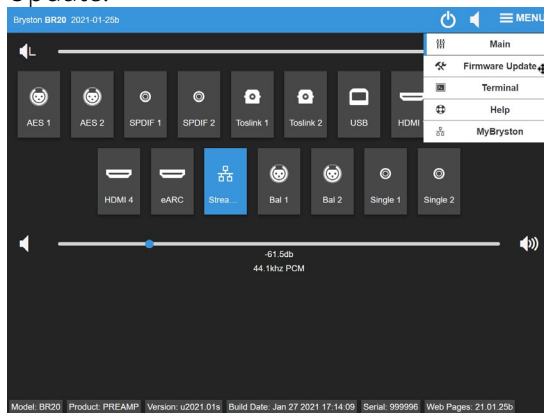 Update.
Bryston BR20 2021-01-25b
MENU
Main
Firmware Update
Terminal
Help
MyBryston
L
AES 1
AES 2
SPDIF 1
SPDIF 2
Toslink 1
Toslink 2
USB
HDMI
HDMI 4
eARC
Strea...
Bal 1
Bal 2
Single 1
Single 2
-61.5db
44.1khz PCM
Model: BR20 Product: PREAMP Version: u2021.01s Build Date: Jan 27 2021 17:14:09 Serial: 999996 Web Pages: 21.01.25b